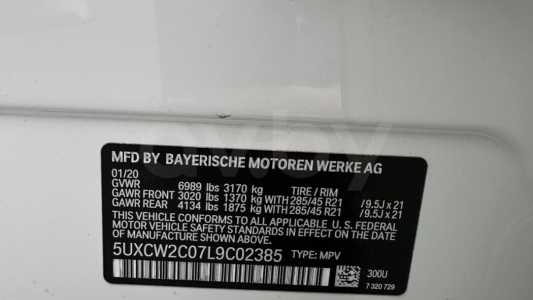 av.by
MFD BY BAYERISCHE MOTOREN WERKE AG
01/20
GVWR 6989 lbs 3170 kg TIRE / RIM
GAWR FRONT 3020 lbs 1370 kg WITH 285/45 R21 /9.5J x 21
GAWR REAR 4134 lbs 1875 kg WITH 285/45 R21 /9.5J x 21
THIS VEHICLE CONFORMS TO ALL APPLICABLE U. S. FEDERAL
MOTOR VEHICLE SAFETY STANDARDS IN EFFECT ON THE DATE OF
MANUFACTURE SHOWN ABOVE.
5UXCW2C07L9C02385 TYPE: MPV
300U
7 320 729